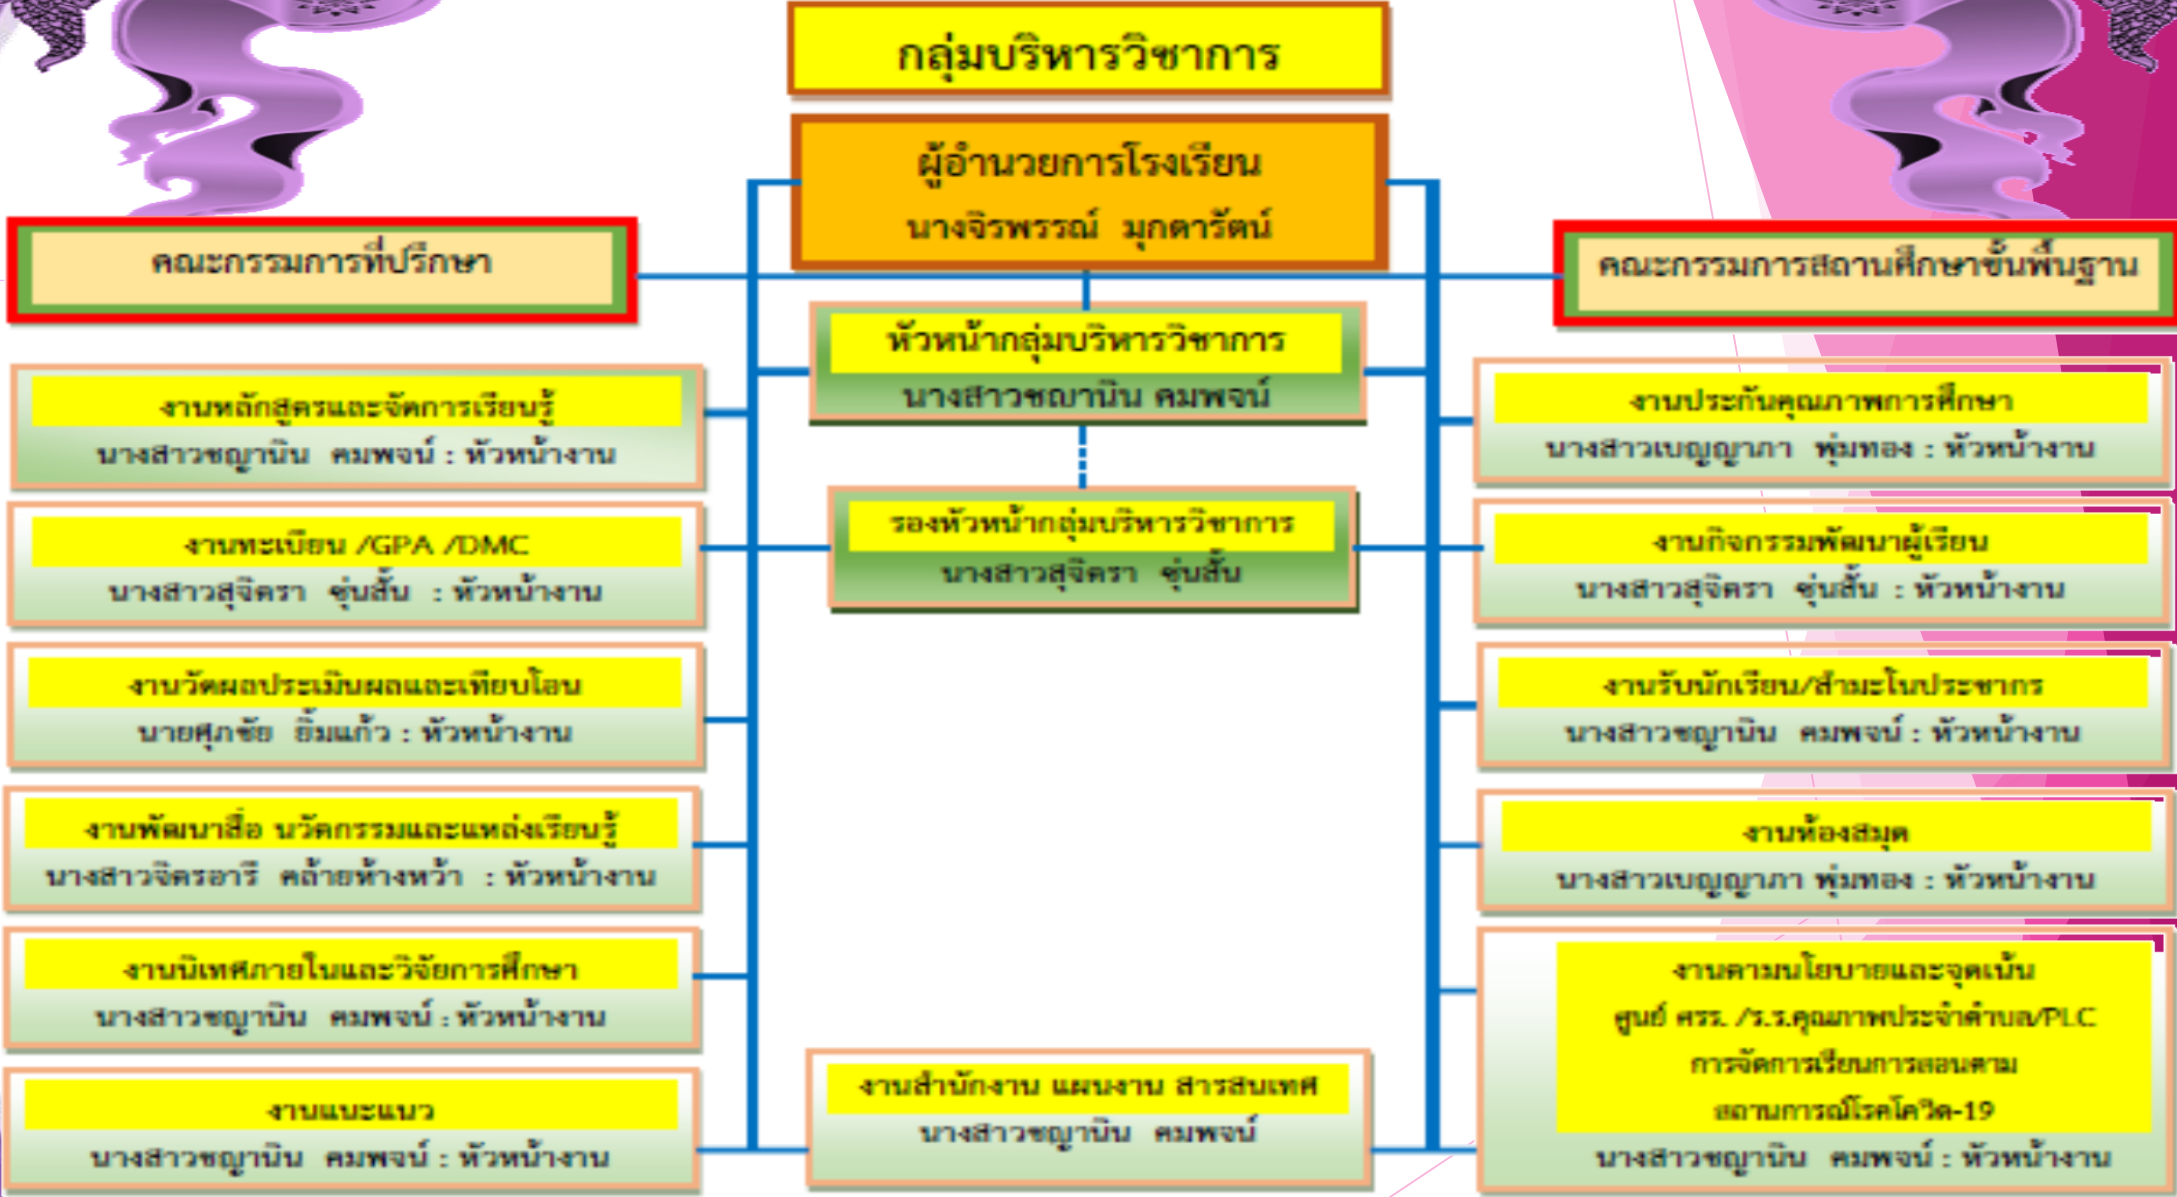 กลุ่มบริหารวิชาการ
ผู้อำนวยการโรงเรียน
นางจิรพรรณ์ มุกดารัตน์
คณะกรรมการที่ปรึกษา
คณะกรรมการสถานศึกษาขั้นพื้นฐาน
หัวหน้ากลุ่มบริหารวิชาการ
นางสาวชญานิน คมพจน์
รองหัวหน้ากลุ่มบริหารวิชาการ
นางสาวสุจิตรา ซุ่นสั้น
งานหลักสูตรและจัดการเรียนรู้
นางสาวชญานิน คมพจน์ : หัวหน้างาน
งานทะเบียน /GPA /DMC
นางสาวสุจิตรา ซุ่นสั้น : หัวหน้างาน
งานวัดผลประเมินผลและเทียบโอน
นายศุภชัย ยิ้มแก้ว : หัวหน้างาน
งานพัฒนาสื่อ นวัตกรรมและแหล่งเรียนรู้
นางสาวจิตรอารี คล้ายห้างหว้า : หัวหน้างาน
งานนิเทศภายในและวิจัยการศึกษา
นางสาวชญานิน คมพจน์ : หัวหน้างาน
งานแนะแนว
นางสาวชญานิน คมพจน์ : หัวหน้างาน
งานสำนักงาน แผนงาน สารสนเทศ
นางสาวชญานิน คมพจน์
งานประกันคุณภาพการศึกษา
นางสาวเบญญาภา พุ่มทอง : หัวหน้างาน
งานกิจกรรมพัฒนาผู้เรียน
นางสาวสุจิตรา ซุ่นสั้น : หัวหน้างาน
งานรับนักเรียน/สำมะโนประชากร
นางสาวชญานิน คมพจน์ : หัวหน้างาน
งานห้องสมุด
นางสาวเบญญาภา พุ่มทอง : หัวหน้างาน
งานตามนโยบายและจุดเน้น
ศูนย์ ศรร. /ร.ร.คุณภาพประจำตำบล/PLC
การจัดการเรียนการสอนตาม
สถานการณ์โรคโควิด-19
นางสาวชญานิน คมพจน์ : หัวหน้างาน